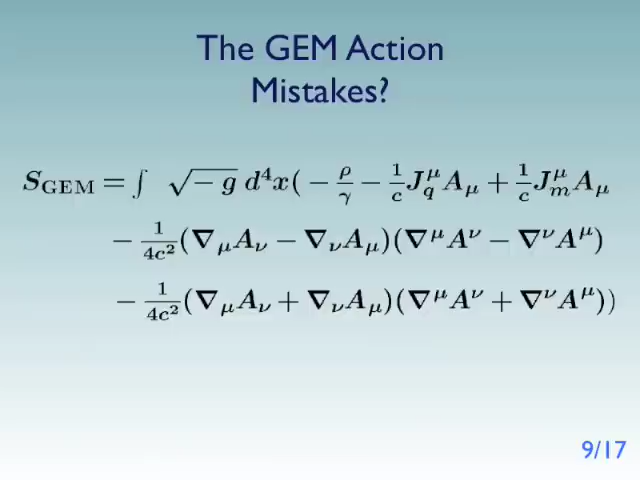 The GEM Action
Mistakes?
S_GEM = ∫ √−g d⁴x(− ρ/γ − 1/c J_q^μ A_μ + 1/c J_m^μ A_μ
− 1/4c² (∇_μ A_ν − ∇_ν A_μ)(∇^μ A^ν − ∇^ν A^μ)
− 1/4c² (∇_μ A_ν + ∇_ν A_μ)(∇^μ A^ν + ∇^ν A^μ))
9/17